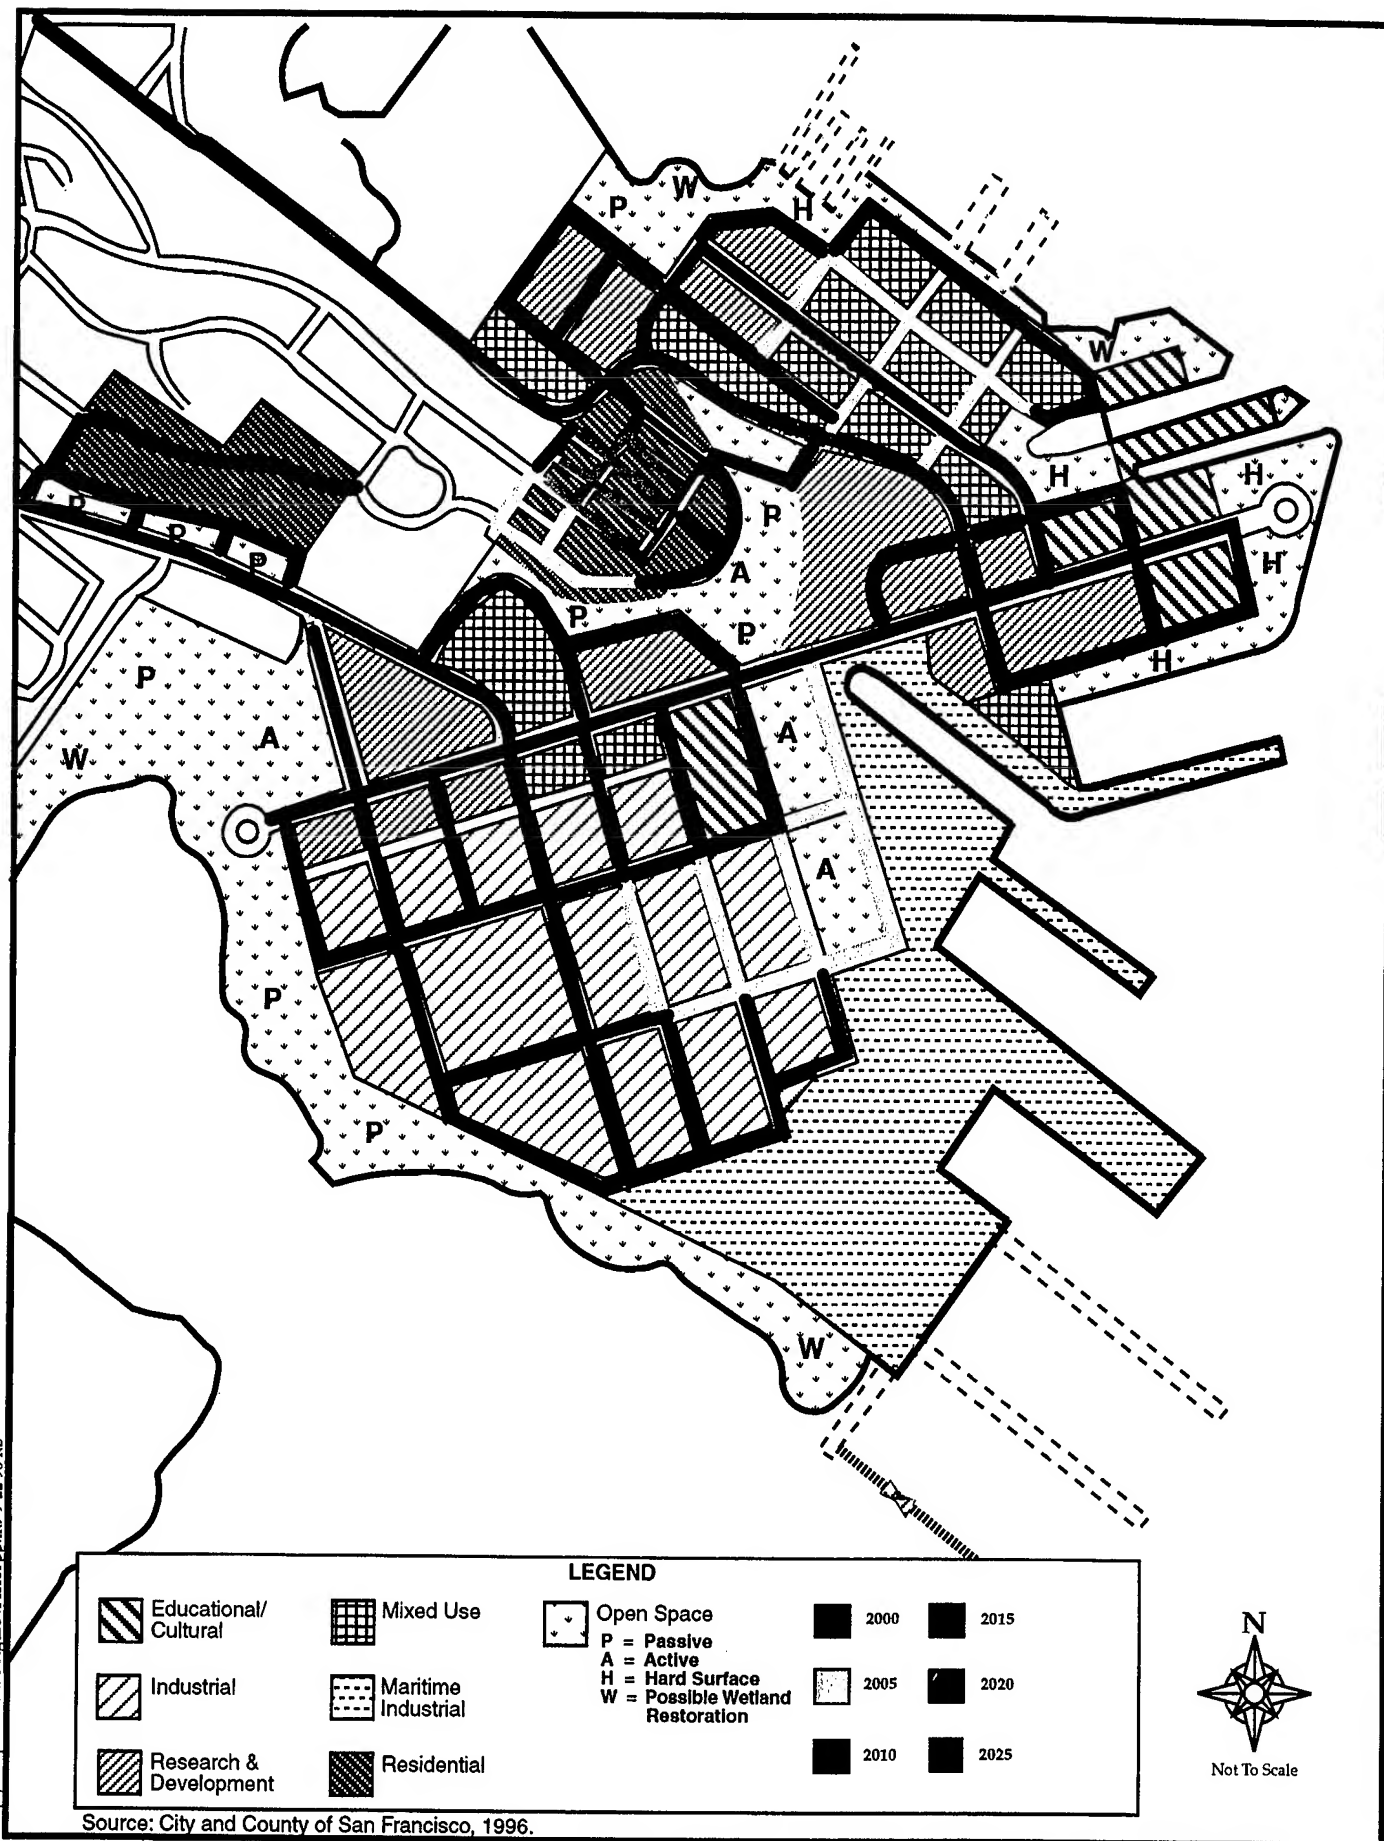 W
P
H
W
H
H
P
P
P
P
A
H
P
P
H
P
A
A
W
A
P
P
W
LEGEND
Educational/
Cultural
Industrial
Research &
Development
Mixed Use
Maritime
Industrial
Residential
Open Space
P = Passive
A = Active
H = Hard Surface
W = Possible Wetland
Restoration
2000
2005
2010
2015
2020
2025
N
Not To Scale
Source: City and County of San Francisco, 1996.